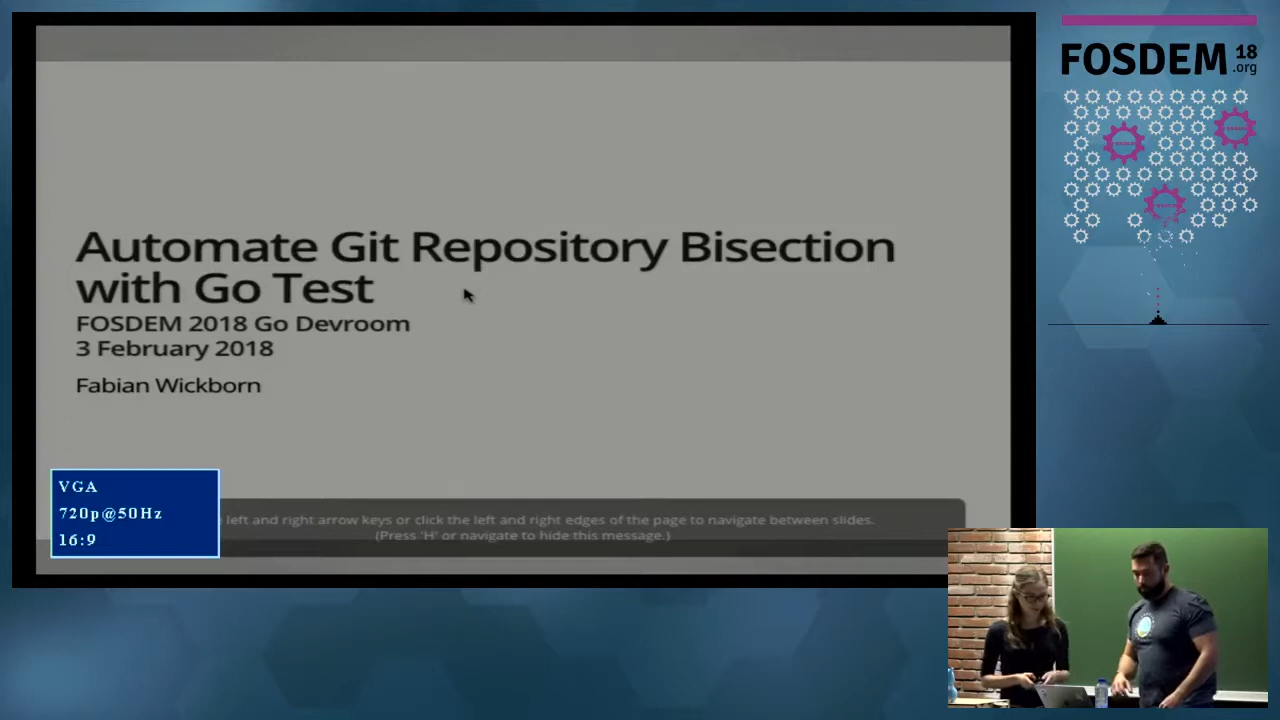 Automate Git Repository Bisection
with Go Test
FOSDEM 2018 Go Devroom
3 February 2018
Fabian Wickborn
VGA
720p@50Hz
16:9
left and right arrow keys or click the left and right edges of the page to navigate between slides.
(Press 'H' or navigate to hide this message.)
FOSDEM 18
.org